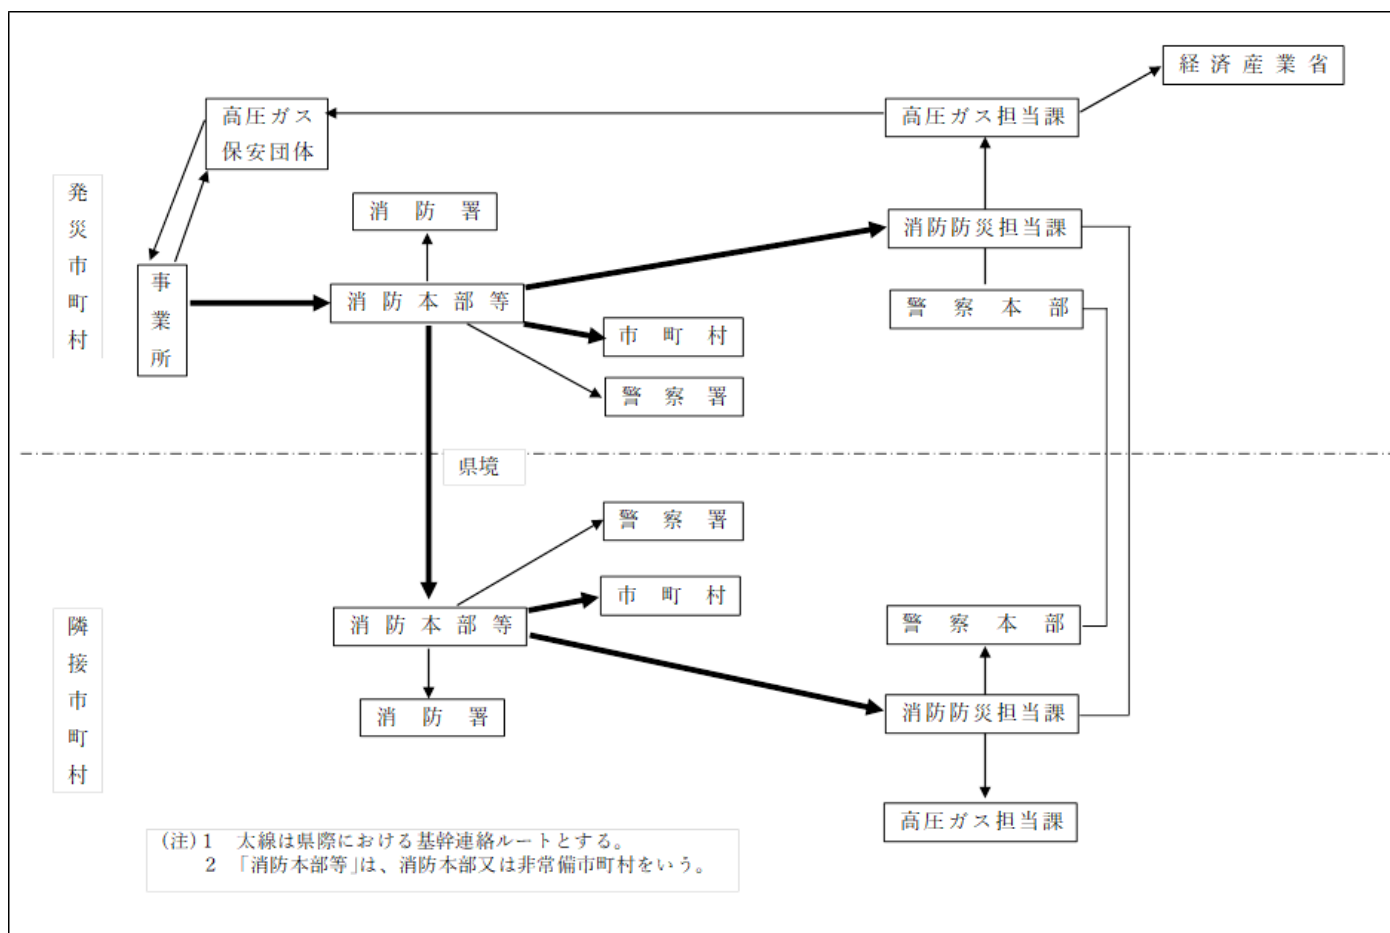 経済産業省
高圧ガス
保安団体
高圧ガス担当課
発災市町村
消防署
消防防災担当課
事業所
消防本部等
警察本部
市町村
警察署
県境
警察署
市町村
隣接市町村
消防本部等
警察本部
消防署
消防防災担当課
高圧ガス担当課
(注)1 太線は県際における基幹連絡ルートとする。
2 「消防本部等」は、消防本部又は非常備市町村をいう。